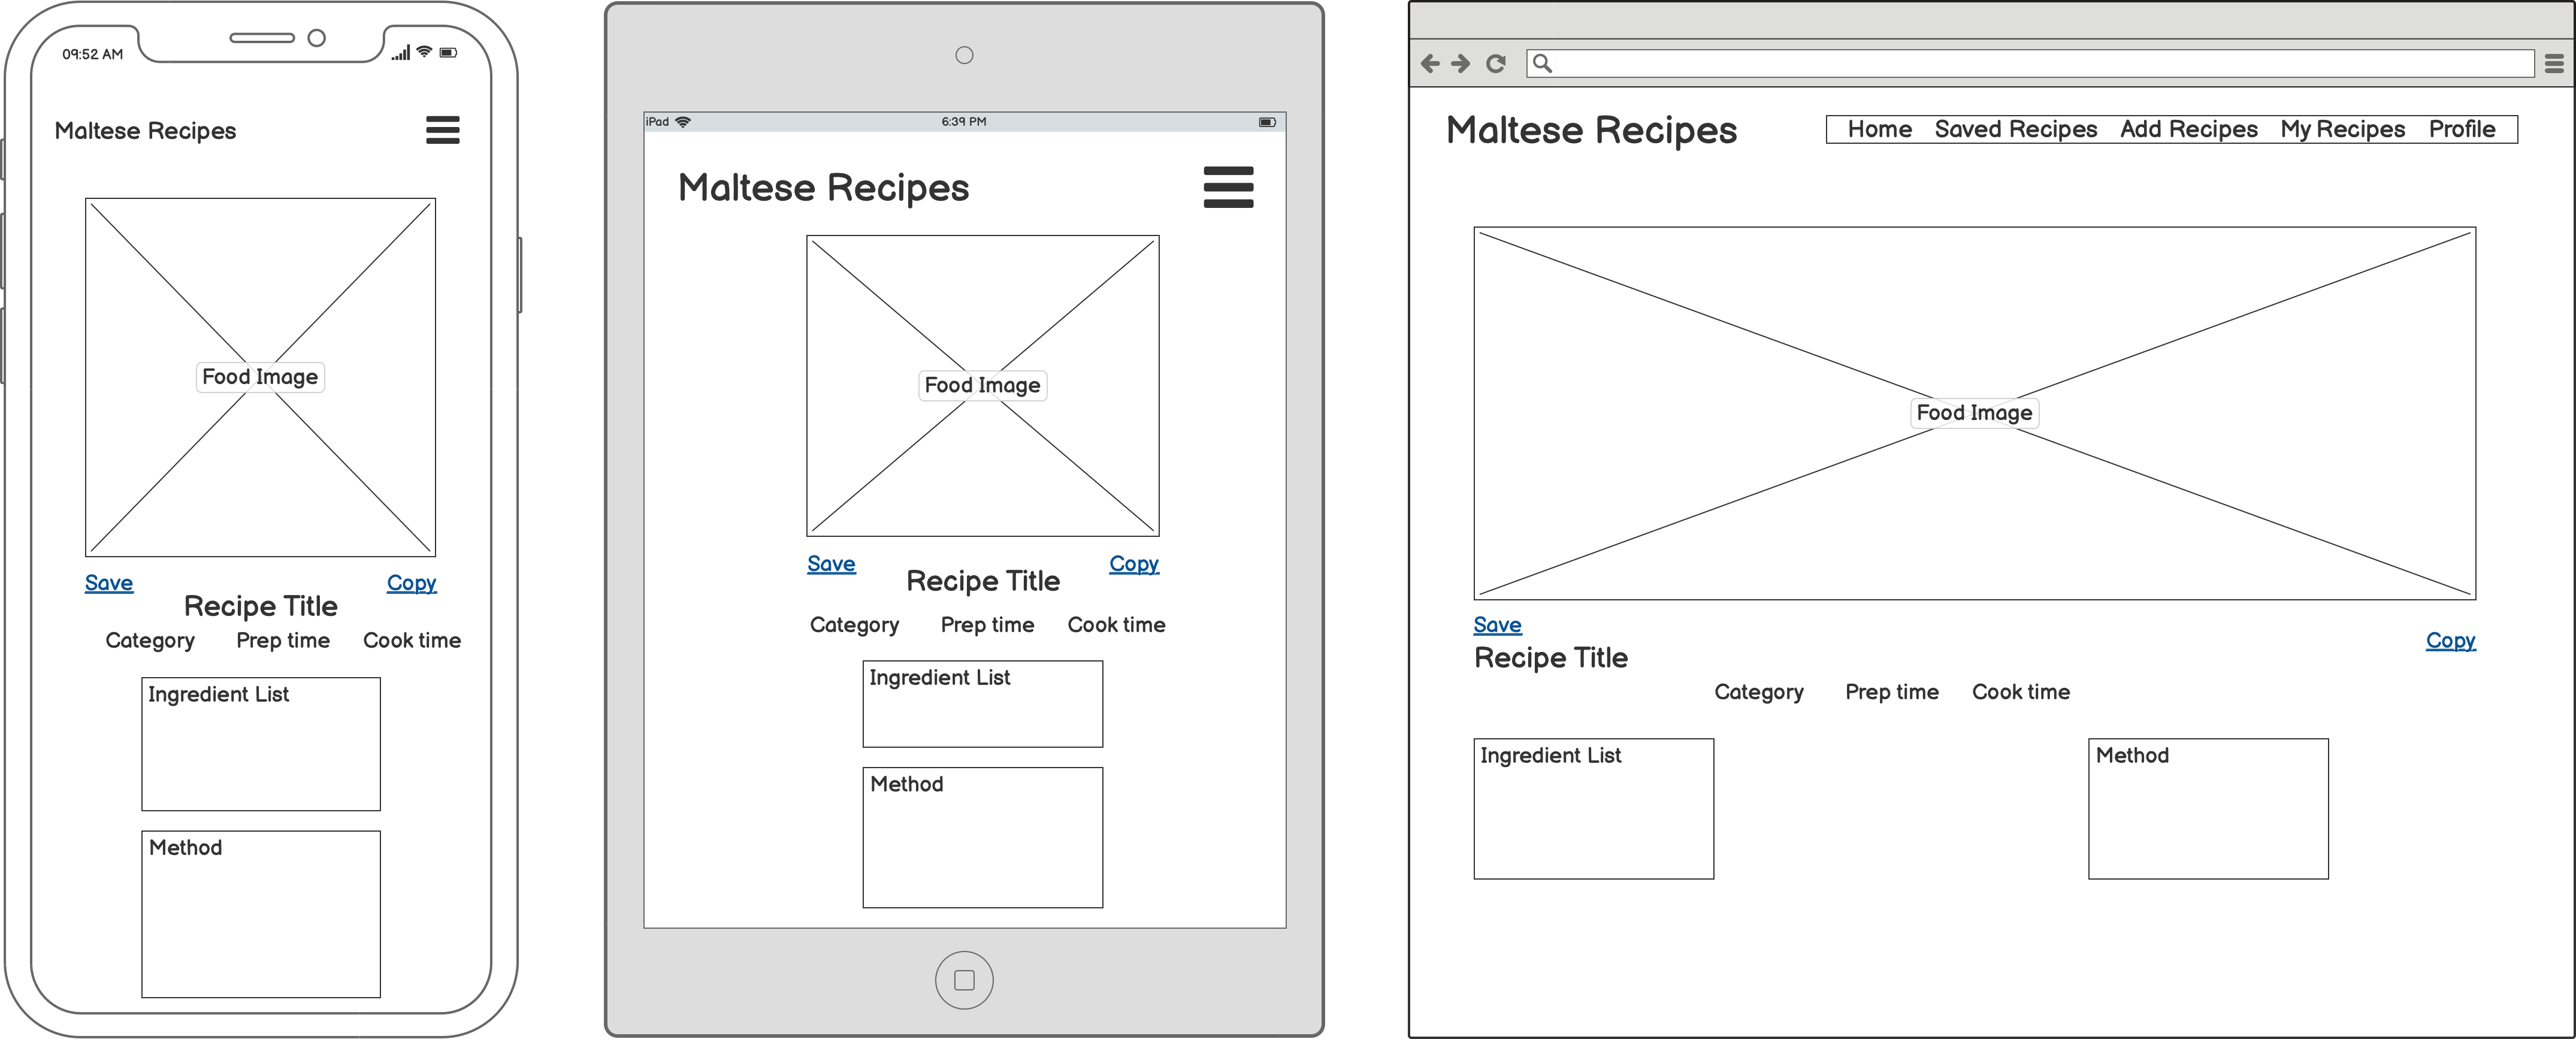 09:52 AM
Maltese Recipes
Food Image
Save
Copy
Recipe Title
Category Prep time Cook time
Ingredient List
Method
iPad 6:39 PM
Maltese Recipes
Food Image
Save
Copy
Recipe Title
Category Prep time Cook time
Ingredient List
Method
Maltese Recipes
Home Saved Recipes Add Recipes My Recipes Profile
Food Image
Save
Copy
Recipe Title
Category Prep time Cook time
Ingredient List
Method